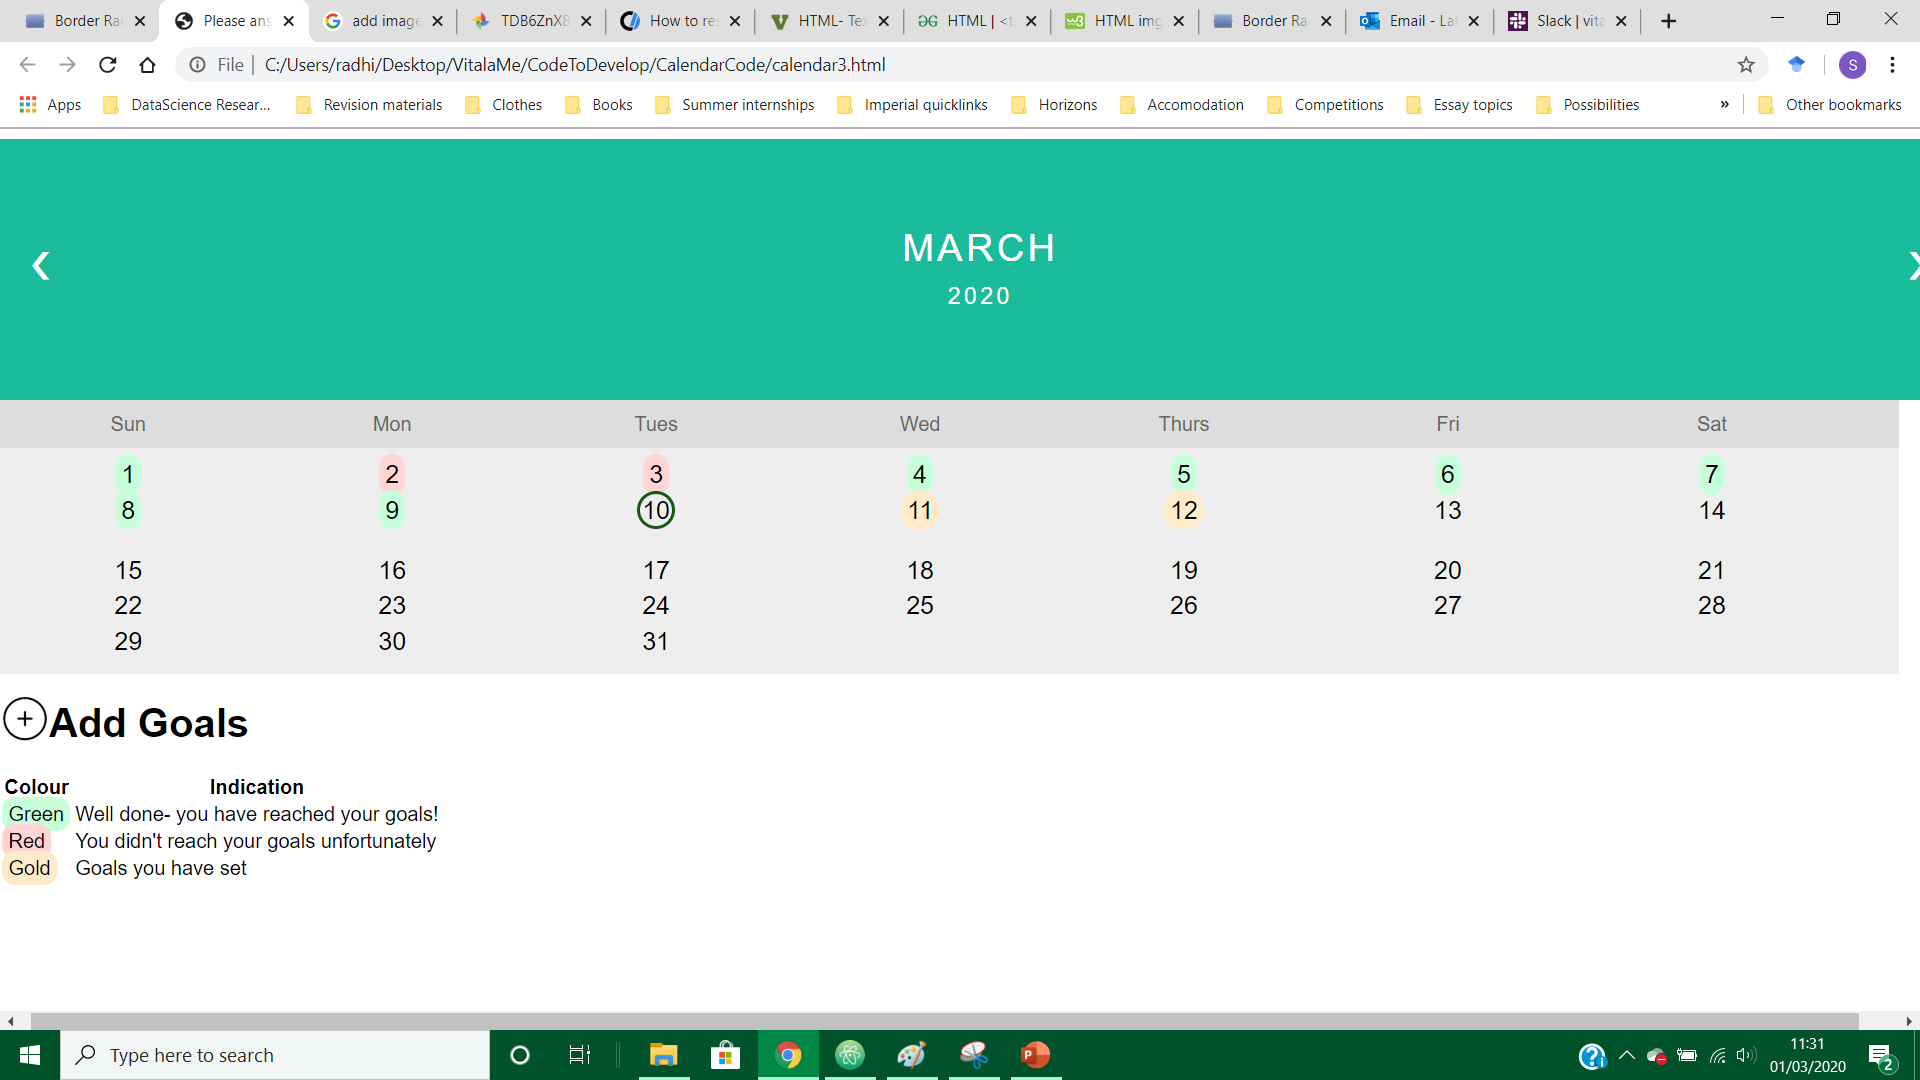 Border Ra
Please ans
add image
TDB6ZnX8
How to re
HTML- Tex
HTML | <t
HTML img
Border Ra
Email - La
Slack | vita
File
C:/Users/radhi/Desktop/VitalaMe/CodeToDevelop/CalendarCode/calendar3.html
S
Apps
DataScience Resear...
Revision materials
Clothes
Books
Summer internships
Imperial quicklinks
Horizons
Accomodation
Competitions
Essay topics
Possibilities
»
Other bookmarks
❮
MARCH
2020
Sun Mon Tues Wed Thurs Fri Sat
1 2 3 4 5 6 7
8 9 10 11 12 13 14
15 16 17 18 19 20 21
22 23 24 25 26 27 28
29 30 31
+ Add Goals
Colour Indication
Green Well done- you have reached your goals!
Red You didn't reach your goals unfortunately
Gold Goals you have set
Type here to search
11:31
01/03/2020
2